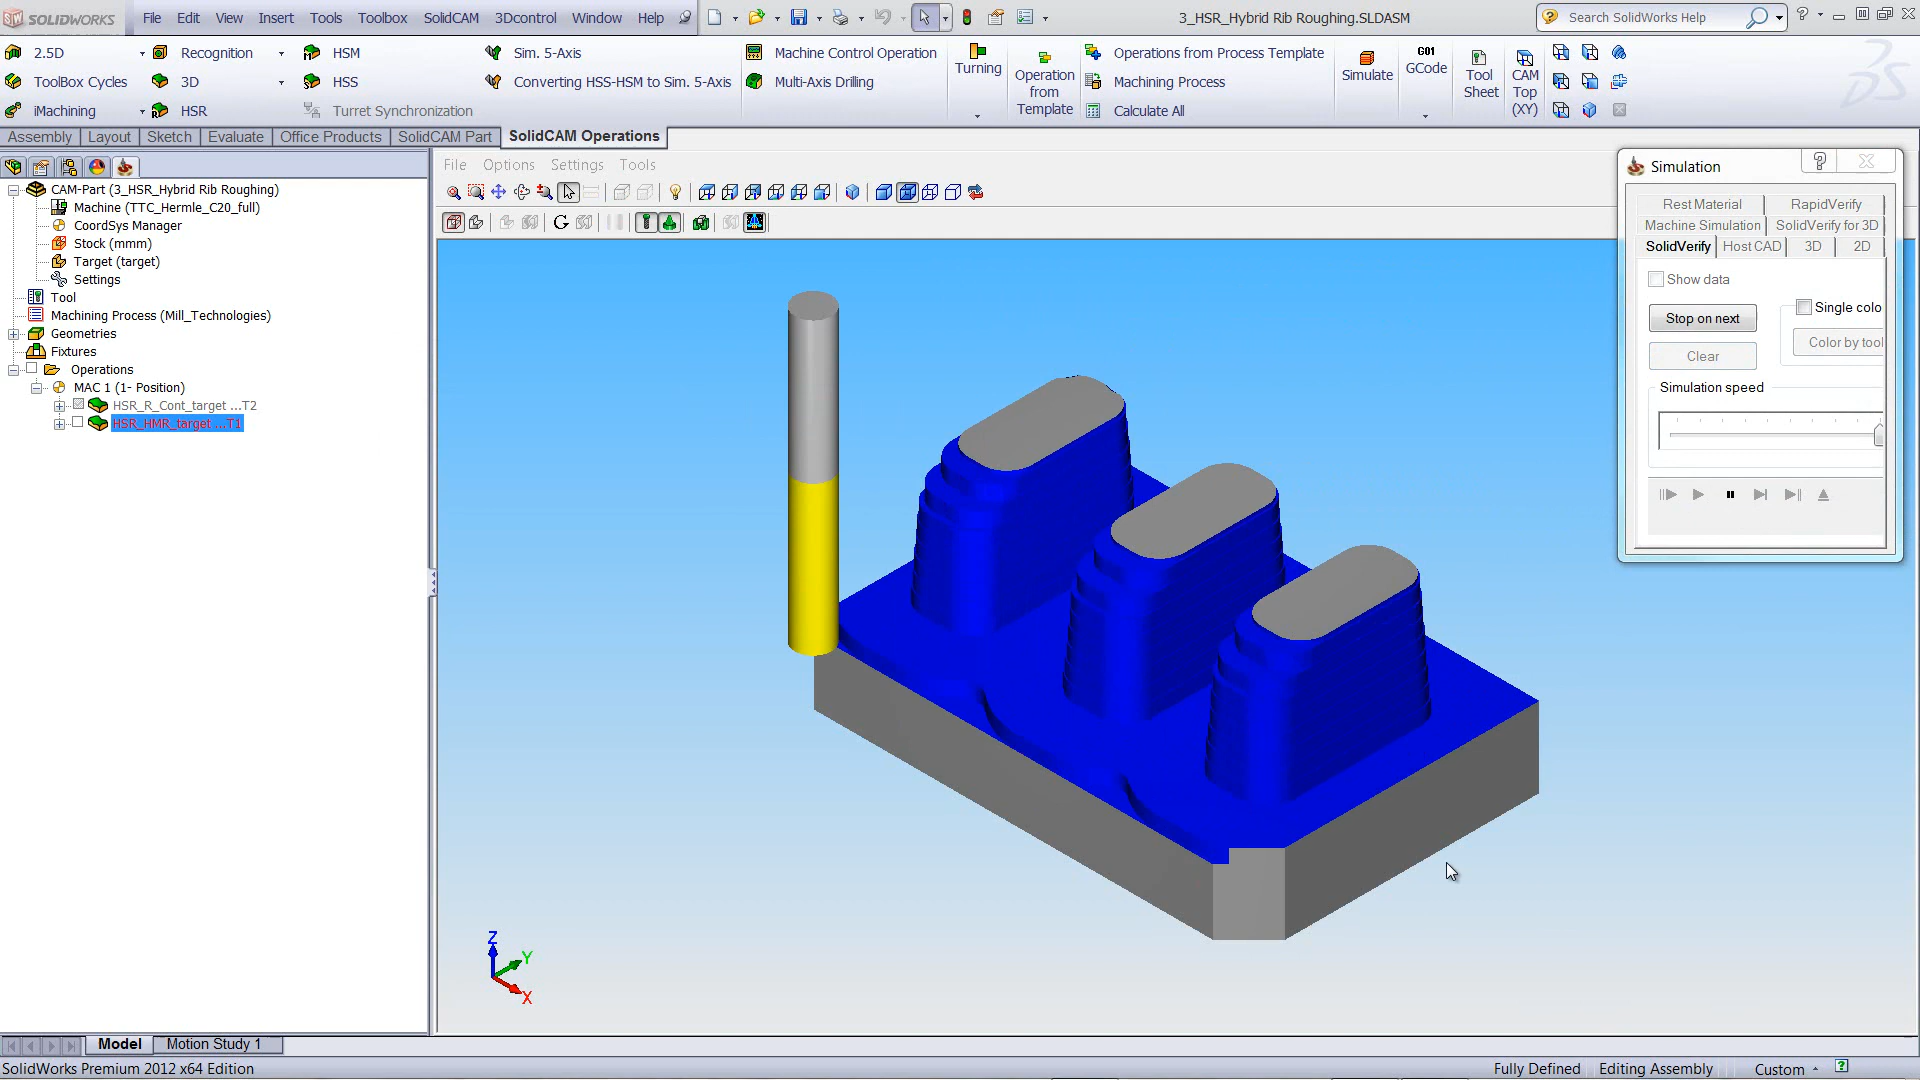 SOLIDWORKS File Edit View Insert Tools Toolbox SolidCAM 3Dcontrol Window Help 3_HSR_Hybrid Rib Roughing.SLDASM Search SolidWorks Help
2.5D Recognition HSM Sim. 5-Axis Machine Control Operation Operations from Process Template
ToolBox Cycles 3D HSS Converting HSS-HSM to Sim. 5-Axis Multi-Axis Drilling Machining Process
iMachining HSR Turret Synchronization Calculate All
Turning
Operation
from
Template
Simulate
G01
GCode
Tool
Sheet
CAM
Top
(XY)
Assembly Layout Sketch Evaluate Office Products SolidCAM Part SolidCAM Operations
File Options Settings Tools
CAM-Part (3_HSR_Hybrid Rib Roughing)
Machine (TTC_Hermle_C20_full)
CoordSys Manager
Stock (mmm)
Target (target)
Settings
Tool
Machining Process (Mill_Technologies)
Geometries
Fixtures
Operations
MAC 1 (1- Position)
HSR_R_Cont_target ...T2
HSR_HMR_target ...T1
Simulation
Rest Material RapidVerify
Machine Simulation SolidVerify for 3D
SolidVerify Host CAD 3D 2D
Show data
Stop on next
Single colo
Clear
Color by tool
Simulation speed
Z
Y
X
Model Motion Study 1
SolidWorks Premium 2012 x64 Edition Fully Defined Editing Assembly Custom